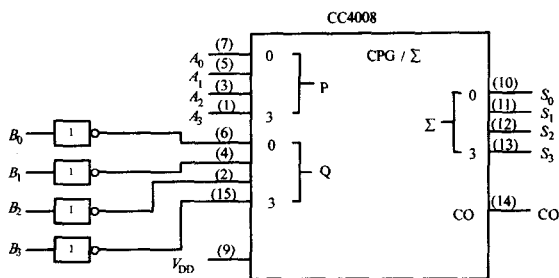 CC4008
CPG / Σ
A0 (7) 0
A1 (5)
A2 (3) P
A3 (1) 3
B0 1 (6) 0
B1 1 (4)
B2 1 (2) Q
B3 1 (15) 3
VDD (9)
Σ
0 (10) S0
(11) S1
(12) S2
3 (13) S3
CO (14) CO